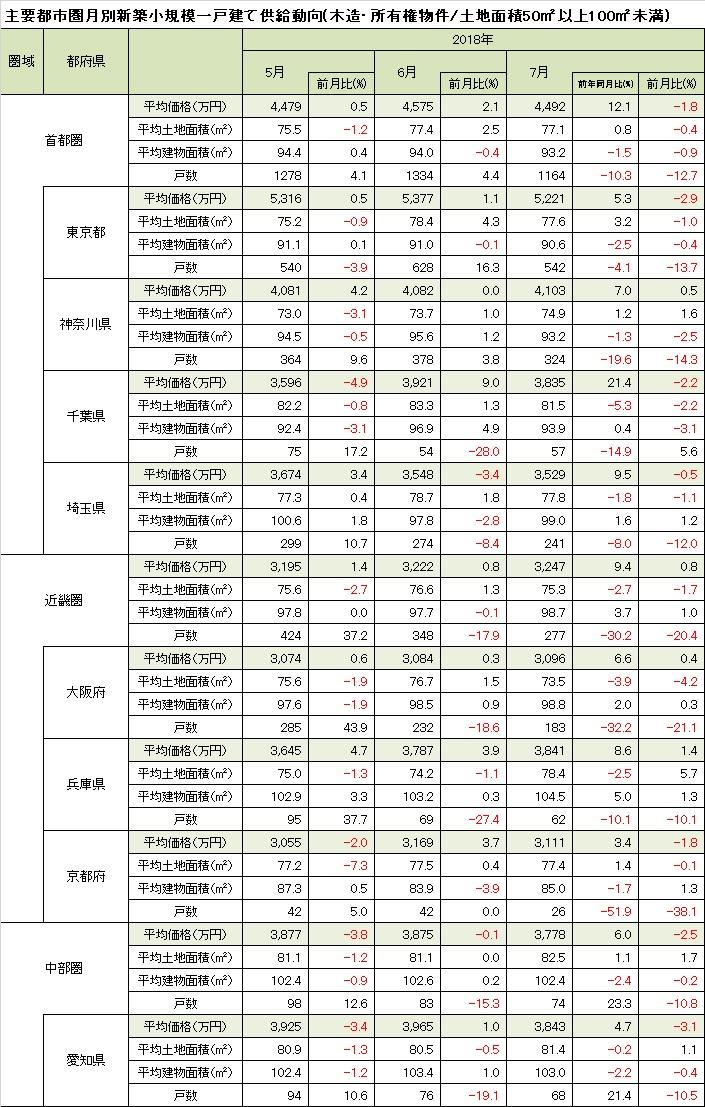 主要都市圏月別新築小規模一戸建て供給動向(木造・所有権物件/土地面積50㎡以上100㎡未満)
圏域 都府県 2018年
5月 前月比(%) 6月 前月比(%) 7月 前年同月比(%) 前月比(%)
首都圏
平均価格(万円) 4,479 0.5 4,575 2.1 4,492 12.1 -1.8
平均土地面積(㎡) 75.5 -1.2 77.4 2.5 77.1 0.8 -0.4
平均建物面積(㎡) 94.4 0.4 94.0 -0.4 93.2 -1.5 -0.9
戸数 1278 4.1 1334 4.4 1164 -10.3 -12.7
東京都
平均価格(万円) 5,316 0.5 5,377 1.1 5,221 5.3 -2.9
平均土地面積(㎡) 75.2 -0.9 78.4 4.3 77.6 3.2 -1.0
平均建物面積(㎡) 91.1 0.1 91.0 -0.1 90.6 -2.5 -0.4
戸数 540 -3.9 628 16.3 542 -4.1 -13.7
神奈川県
平均価格(万円) 4,081 4.2 4,082 0.0 4,103 7.0 0.5
平均土地面積(㎡) 73.0 -3.1 73.7 1.0 74.9 1.2 1.6
平均建物面積(㎡) 94.5 -0.5 95.6 1.2 93.2 -1.3 -2.5
戸数 364 9.6 378 3.8 324 -19.6 -14.3
千葉県
平均価格(万円) 3,596 -4.9 3,921 9.0 3,835 21.4 -2.2
平均土地面積(㎡) 82.2 -0.8 83.3 1.3 81.5 -5.3 -2.2
平均建物面積(㎡) 92.4 -3.1 96.9 4.9 93.9 0.4 -3.1
戸数 75 17.2 54 -28.0 57 -14.9 5.6
埼玉県
平均価格(万円) 3,674 3.4 3,548 -3.4 3,529 9.5 -0.5
平均土地面積(㎡) 77.3 0.4 78.7 1.8 77.8 -1.8 -1.1
平均建物面積(㎡) 100.6 1.8 97.8 -2.8 99.0 1.6 1.2
戸数 299 10.7 274 -8.4 241 -8.0 -12.0
近畿圏
平均価格(万円) 3,195 1.4 3,222 0.8 3,247 9.4 0.8
平均土地面積(㎡) 75.6 -2.7 76.6 1.3 75.3 -2.7 -1.7
平均建物面積(㎡) 97.8 0.0 97.7 -0.1 98.7 3.7 1.0
戸数 424 37.2 348 -17.9 277 -30.2 -20.4
大阪府
平均価格(万円) 3,074 0.6 3,084 0.3 3,096 6.6 0.4
平均土地面積(㎡) 75.6 -1.9 76.7 1.5 73.5 -3.9 -4.2
平均建物面積(㎡) 97.6 -1.9 98.5 0.9 98.8 2.0 0.3
戸数 285 43.9 232 -18.6 183 -32.2 -21.1
兵庫県
平均価格(万円) 3,645 4.7 3,787 3.9 3,841 8.6 1.4
平均土地面積(㎡) 75.0 -1.3 74.2 -1.1 78.4 -2.5 5.7
平均建物面積(㎡) 102.9 3.3 103.2 0.3 104.5 5.0 1.3
戸数 95 37.7 69 -27.4 62 -10.1 -10.1
京都府
平均価格(万円) 3,055 -2.0 3,169 3.7 3,111 3.4 -1.8
平均土地面積(㎡) 77.2 -7.3 77.5 0.4 77.4 1.4 -0.1
平均建物面積(㎡) 87.3 0.5 83.9 -3.9 85.0 -1.7 1.3
戸数 42 5.0 42 0.0 26 -51.9 -38.1
中部圏
平均価格(万円) 3,877 -3.8 3,875 -0.1 3,778 6.0 -2.5
平均土地面積(㎡) 81.1 -1.2 81.1 0.0 82.5 1.1 1.7
平均建物面積(㎡) 102.4 -0.9 102.6 0.2 102.4 -2.4 -0.2
戸数 98 12.6 83 -15.3 74 23.3 -10.8
愛知県
平均価格(万円) 3,925 -3.4 3,965 1.0 3,843 4.7 -3.1
平均土地面積(㎡) 80.9 -1.3 80.5 -0.5 81.4 -0.2 1.1
平均建物面積(㎡) 102.4 -1.2 103.4 1.0 103.0 -2.2 -0.4
戸数 94 10.6 76 -19.1 68 21.4 -10.5